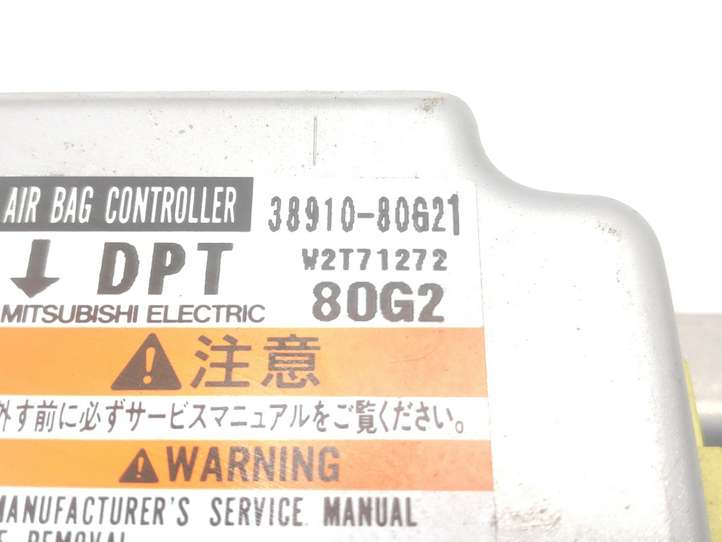 AIR BAG CONTROLLER 38910-80G21
DPT W2T71272
MITSUBISHI ELECTRIC 80G2
注意
外す前に必ずサービスマニュアルをご覧ください。
WARNING
MANUFACTURER'S SERVICE MANUAL
REMOVAL